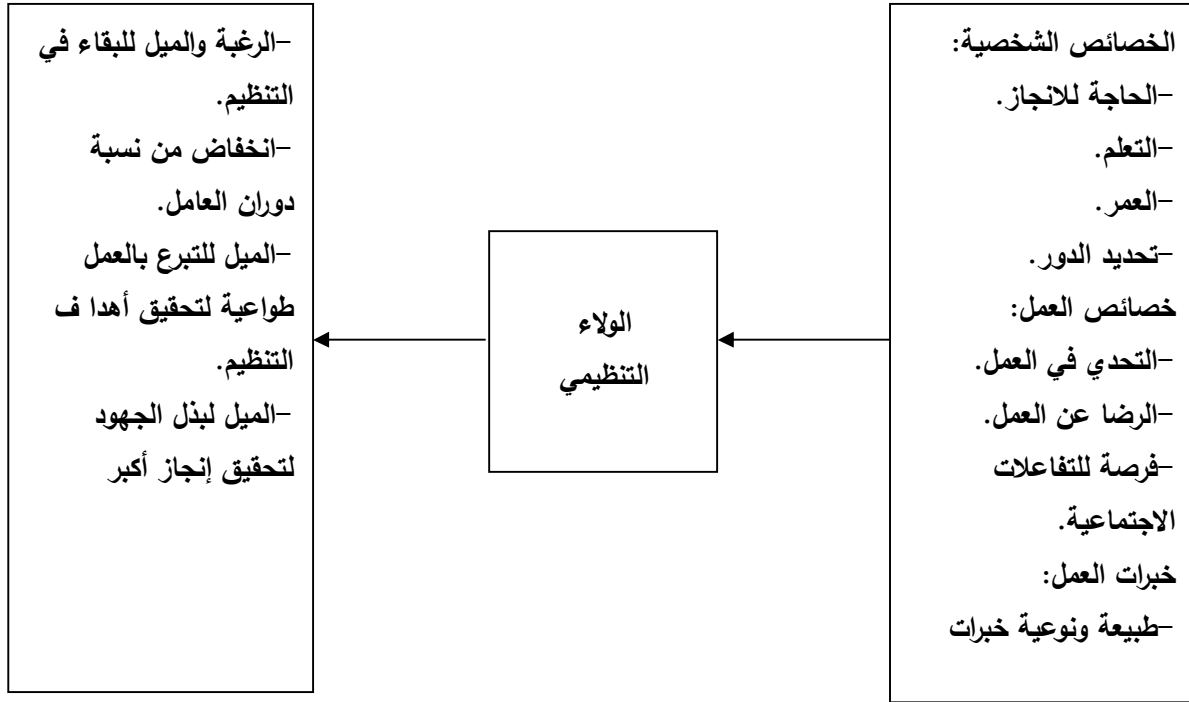 الخصائص الشخصية:
-الحاجة للانجاز.
-التعلم.
-العمر.
-تحديد الدور.
خصائص العمل:
-التحدي في العمل.
-الرضا عن العمل.
-فرصة للتفاعلات
الاجتماعية.
خبرات العمل:
-طبيعة ونوعية خبرات
الولاء
التنظيمي
-الرغبة والميل للبقاء في
التنظيم.
-انخفاض من نسبة
دوران العامل.
-الميل للتبرع بالعمل
طواعية لتحقيق أهدا ف
التنظيم.
-الميل لبذل الجهود
لتحقيق إنجاز أكبر